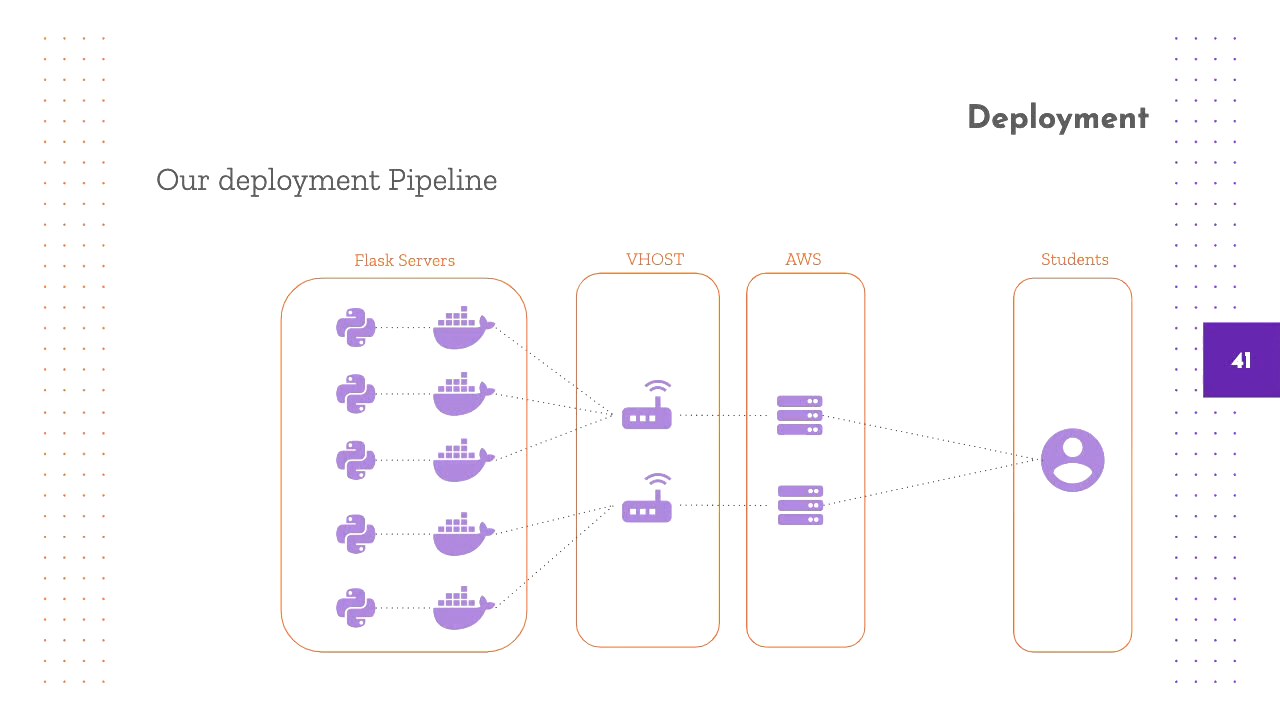 Deployment
Our deployment Pipeline
Flask Servers
VHOST
AWS
Students
41